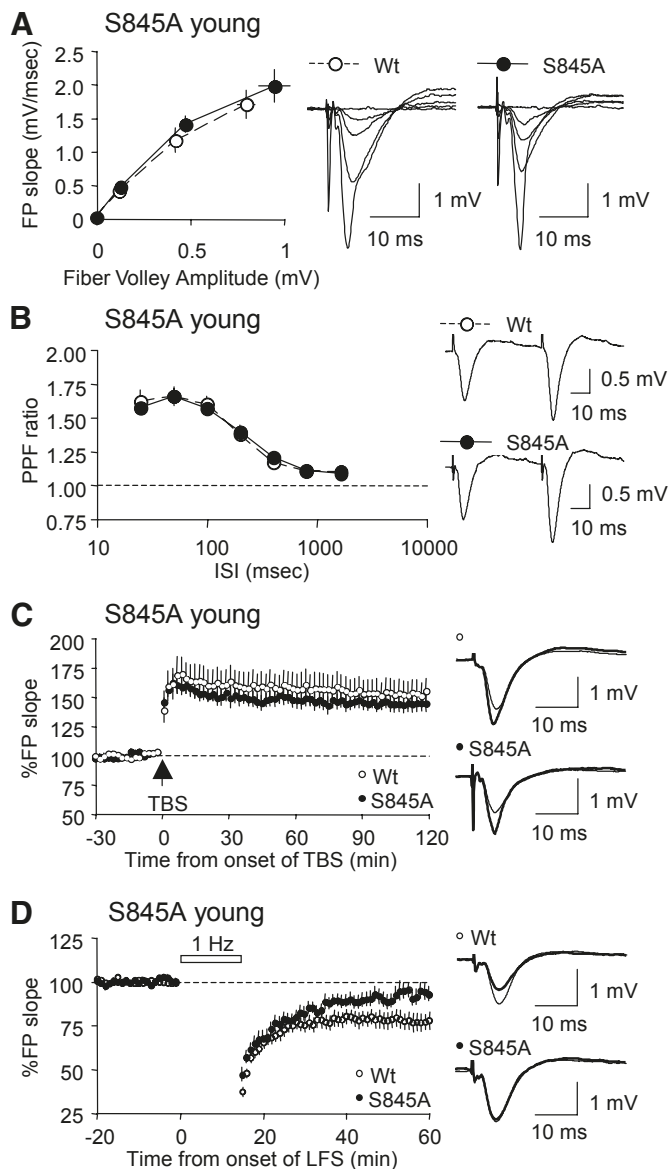 A S845A young
FP slope (mV/msec)
2.5
2.0
1.5
1.0
0.5
0
0
0.5
1
Fiber Volley Amplitude (mV)
Wt
S845A
1 mV
10 ms
1 mV
10 ms
B S845A young
PPF ratio
2.00
1.75
1.50
1.25
1.00
0.75
10
100
1000
10000
ISI (msec)
Wt
0.5 mV
10 ms
S845A
0.5 mV
10 ms
C S845A young
%FP slope
200
175
150
125
100
75
50
TBS
Wt
S845A
-30
0
30
60
90
120
Time from onset of TBS (min)
1 mV
10 ms
S845A
1 mV
10 ms
D S845A young
%FP slope
125
100
75
50
25
1 Hz
Wt
S845A
-20
0
20
40
60
Time from onset of LFS (min)
Wt
1 mV
10 ms
S845A
1 mV
10 ms